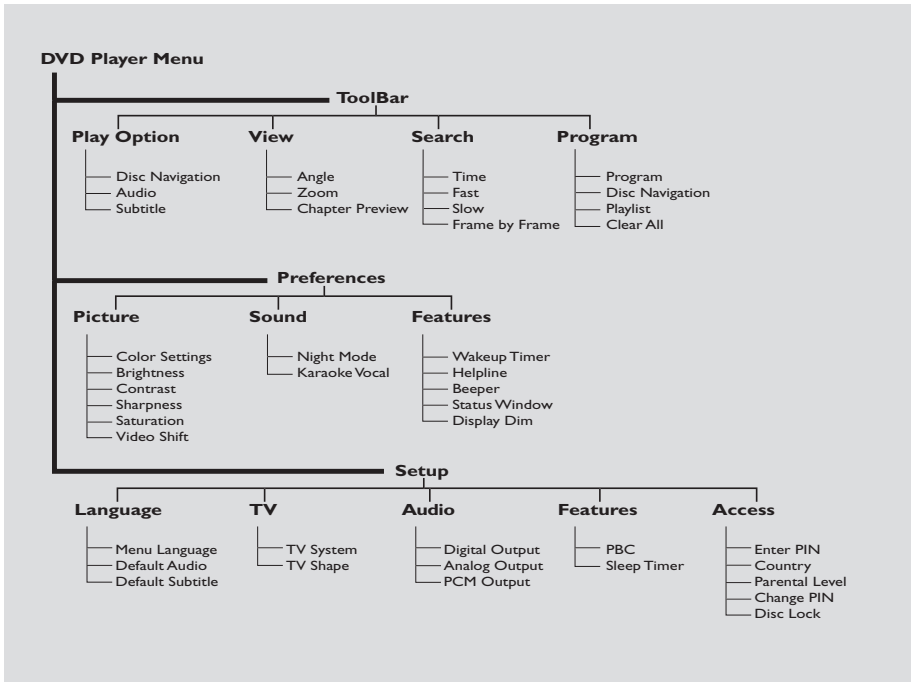 DVD Player Menu
ToolBar
Play Option View Search Program
Disc Navigation Angle Time Program
Audio Zoom Fast Disc Navigation
Subtitle Chapter Preview Slow Playlist
Frame by Frame Clear All
Preferences
Picture Sound Features
Color Settings Night Mode Wakeup Timer
Brightness Karaoke Vocal Helpline
Contrast Beeper
Sharpness Status Window
Saturation Display Dim
Video Shift
Setup
Language TV Audio Features Access
Menu Language TV System Digital Output PBC Enter PIN
Default Audio TV Shape Analog Output Sleep Timer Country
Default Subtitle PCM Output Parental Level
Change PIN
Disc Lock